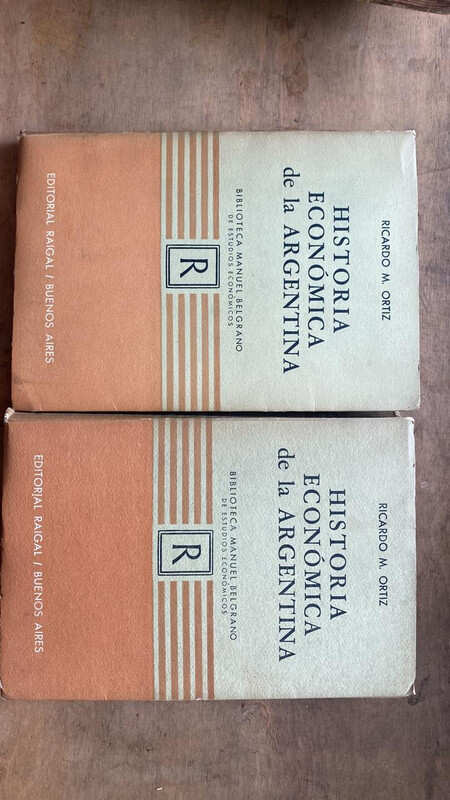 RICARDO M. ORTIZ
HISTORIA
ECONÓMICA
de la ARGENTINA
BIBLIOTECA MANUEL BELGRANO
DE ESTUDIOS ECONÓMICOS
R
EDITORIAL RAIGAL / BUENOS AIRES
RICARDO M. ORTIZ
HISTORIA
ECONÓMICA
de la ARGENTINA
BIBLIOTECA MANUEL BELGRANO
DE ESTUDIOS ECONÓMICOS
R
EDITORIAL RAIGAL / BUENOS AIRES